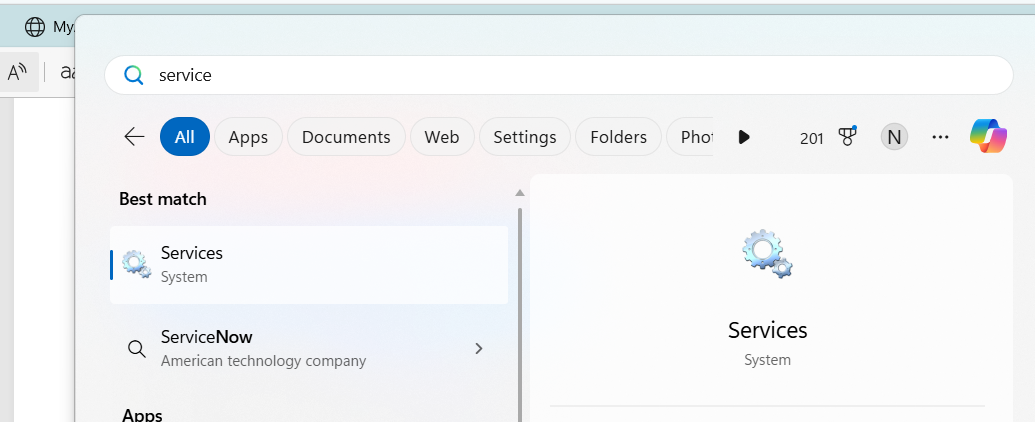 My
A
aa
service
All
Apps
Documents
Web
Settings
Folders
Phot
201
N
Best match
Services
System
ServiceNow
American technology company
Apps
Services
System